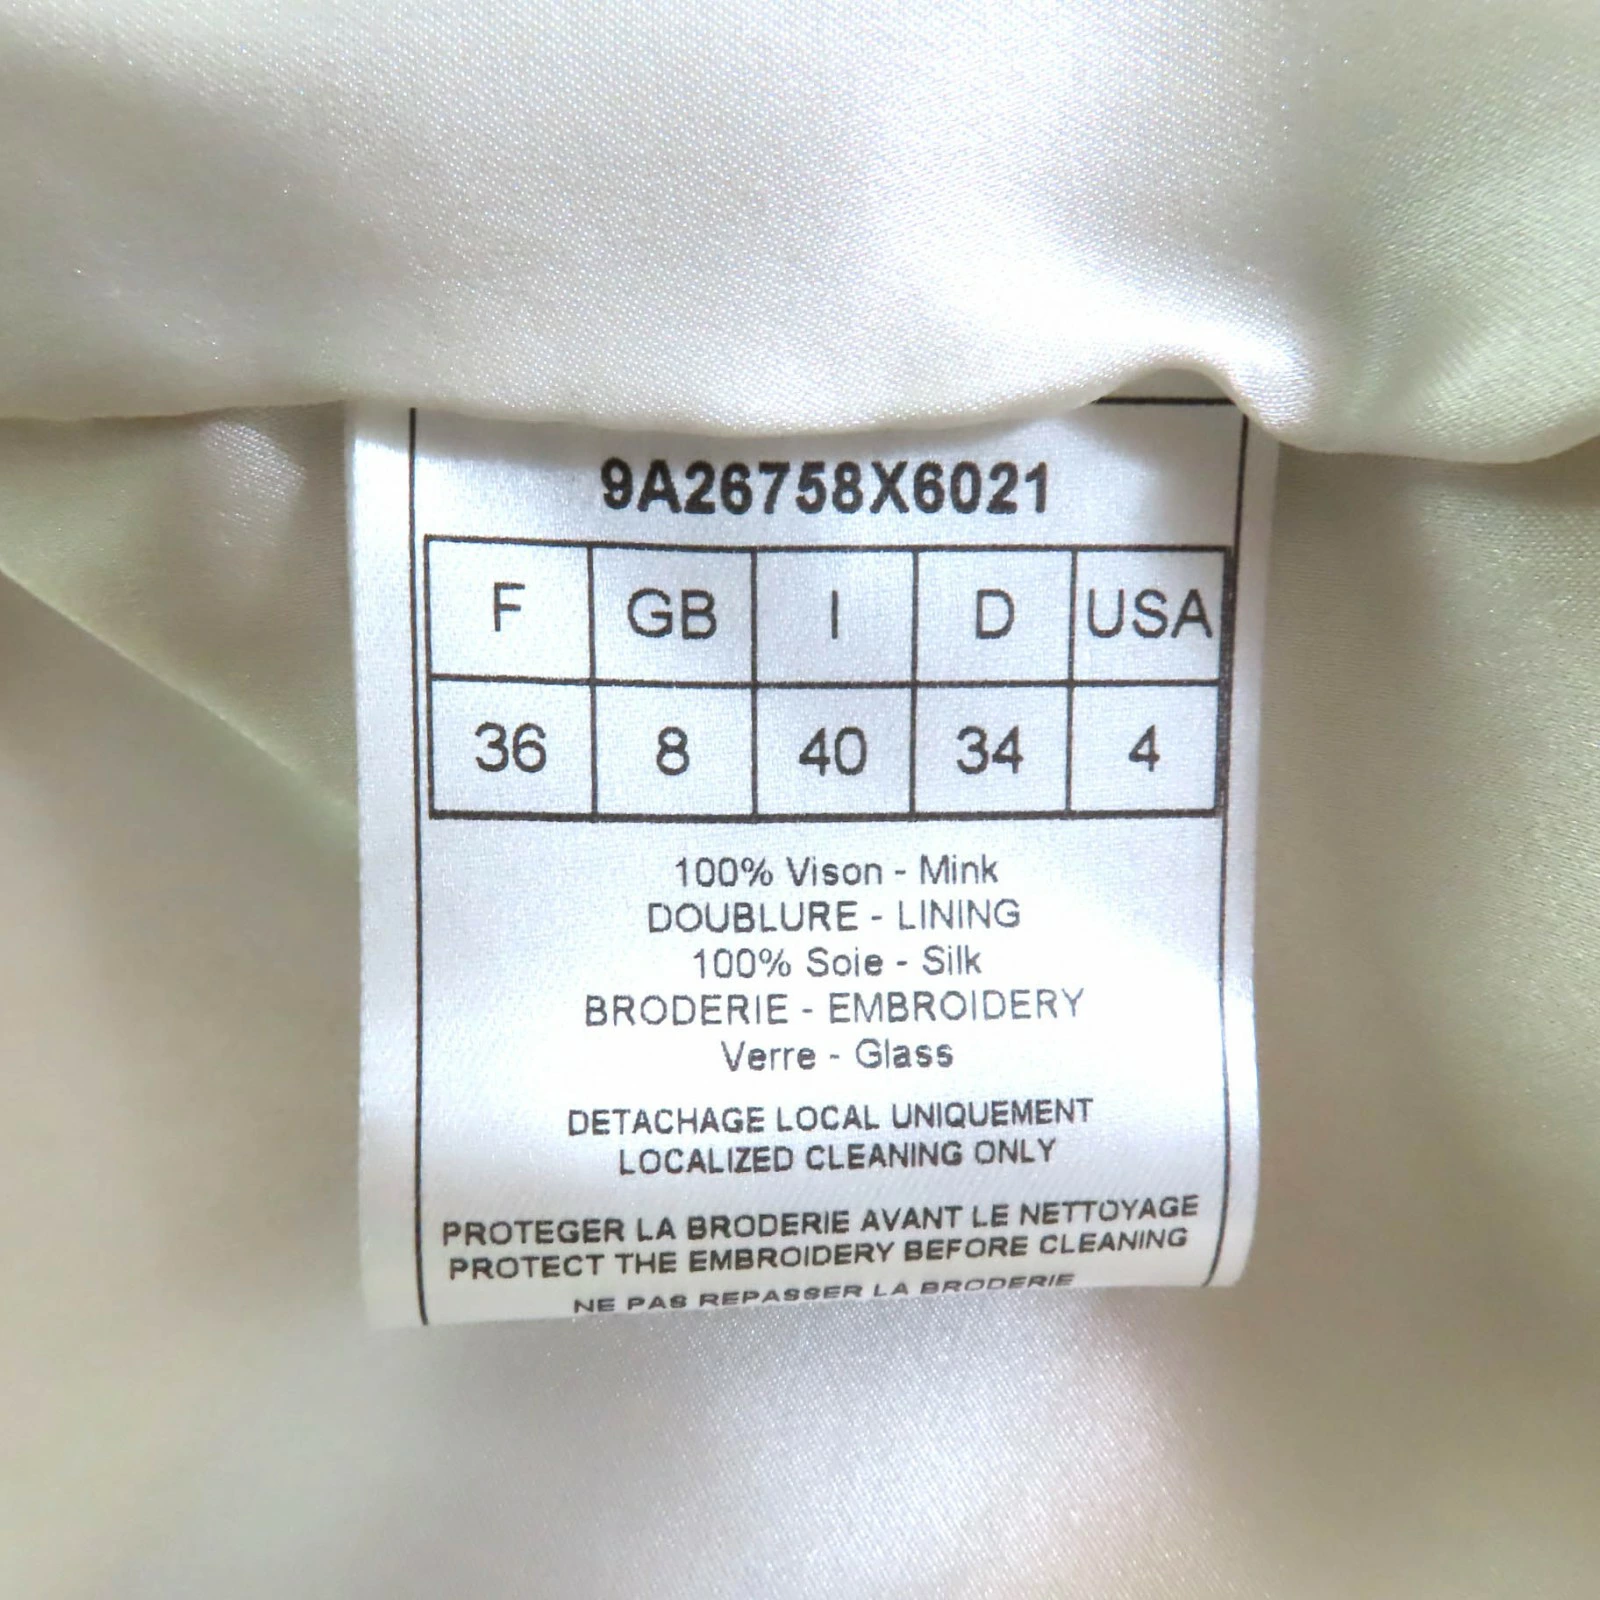 9A26758X6021
F GB I D USA
36 8 40 34 4
100% Vison - Mink
DOUBLURE - LINING
100% Soie - Silk
BRODERIE - EMBROIDERY
Verre - Glass
DETACHAGE LOCAL UNIQUEMENT
LOCALIZED CLEANING ONLY
PROTEGER LA BRODERIE AVANT LE NETTOYAGE
PROTECT THE EMBROIDERY BEFORE CLEANING
NE PAS REPASSER LA BRODERIE